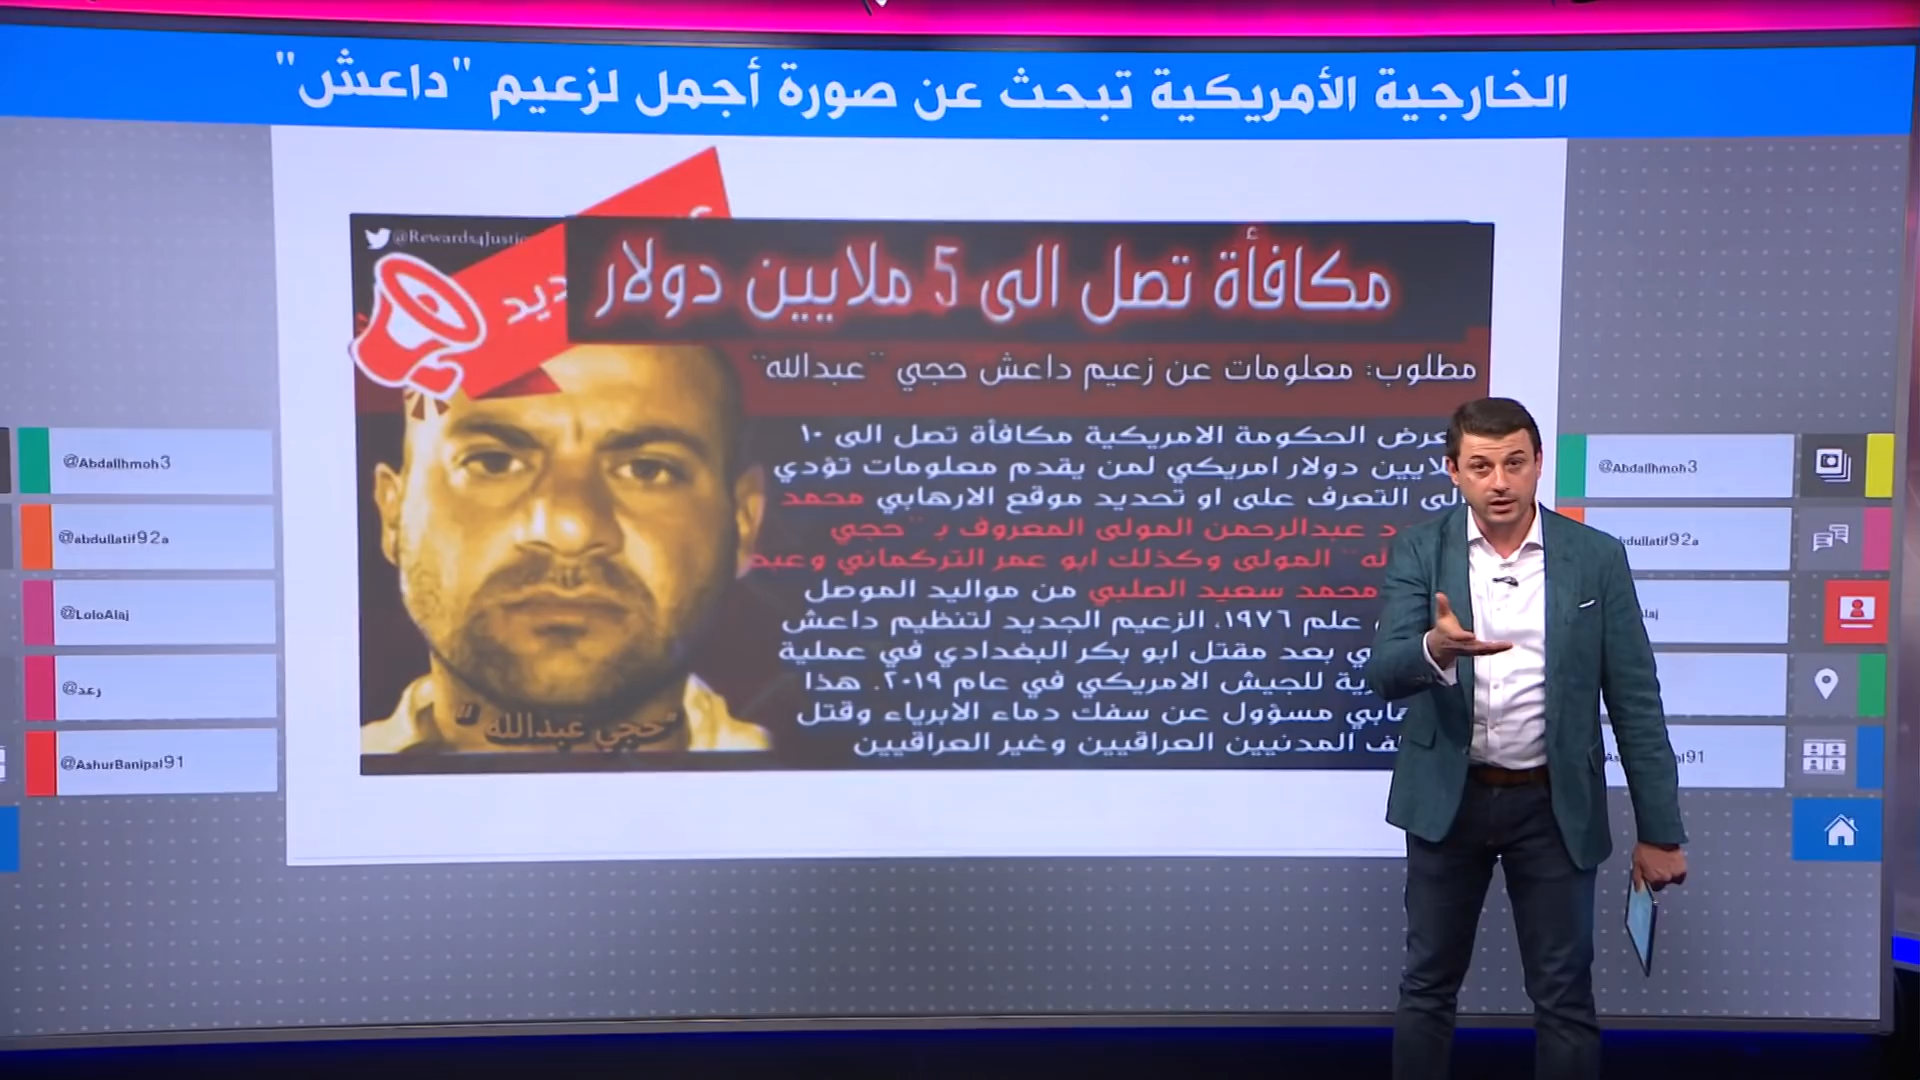 الخارجية الأمريكية تبحث عن صورة أجمل لزعيم "داعش"
@Rewards4Justic
مكافأة تصل الى 5 ملايين دولار
مطلوب: معلومات عن زعيم داعش حجي ¨عبدالله¨
الحكومة الامريكية مكافأة تصل الى ١٠
دولار امريكي لمن يقدم معلومات تؤدي
التعرف على او تحديد موقع الارهابي محمد
عبدالرحمن المولى المعروف بـ ¨حجي
المولى وكذلك ابو عمر التركماني وعبد
محمد سعيد الصلبي من مواليد الموصل
علم ١٩٧٦. الزعيم الجديد لتنظيم داعش
بعد مقتل ابو بكر البغدادي في عملية
للجيش الامريكي في عام ٢٠١٩. هذا
مسؤول عن سفك دماء الابرياء وقتل
المدنيين العراقيين وغير العراقيين
"حجي عبدالله"
@Abdallhmoh3
@abdullatif92a
@LoloAlaj
@رعد
@AshurBanipal91
@Abdallhmoh3